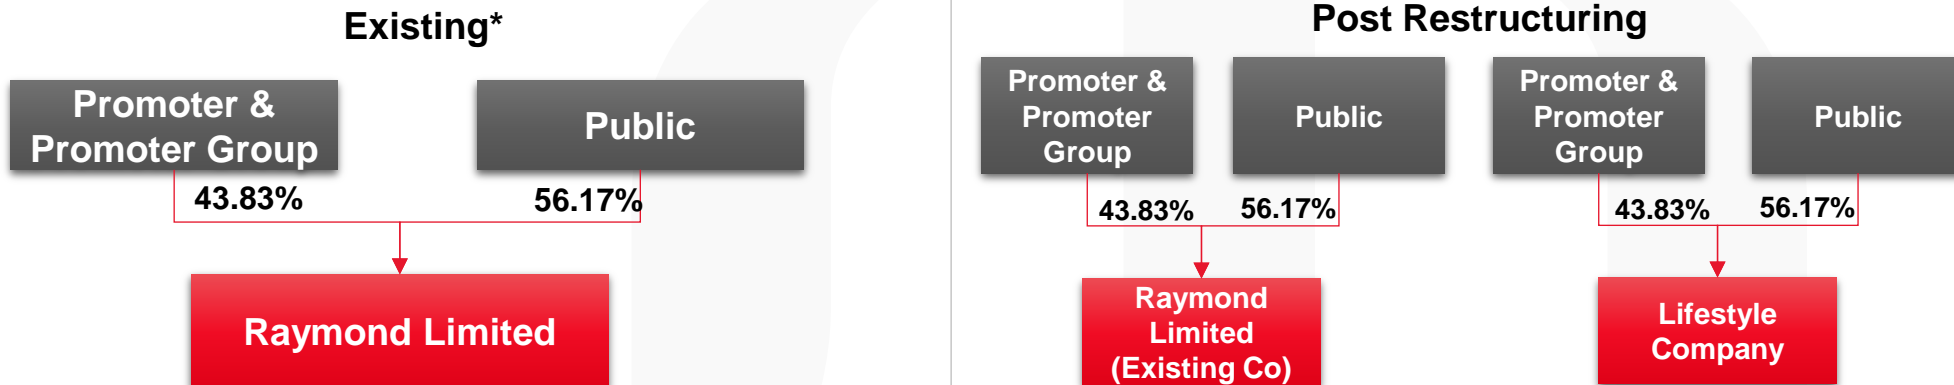 Existing*
Promoter &
Promoter Group
Public
43.83%
56.17%
Raymond Limited
Post Restructuring
Promoter &
Promoter
Group
Public
43.83%
56.17%
Raymond
Limited
(Existing Co)
Promoter &
Promoter
Group
Public
43.83%
56.17%
Lifestyle
Company